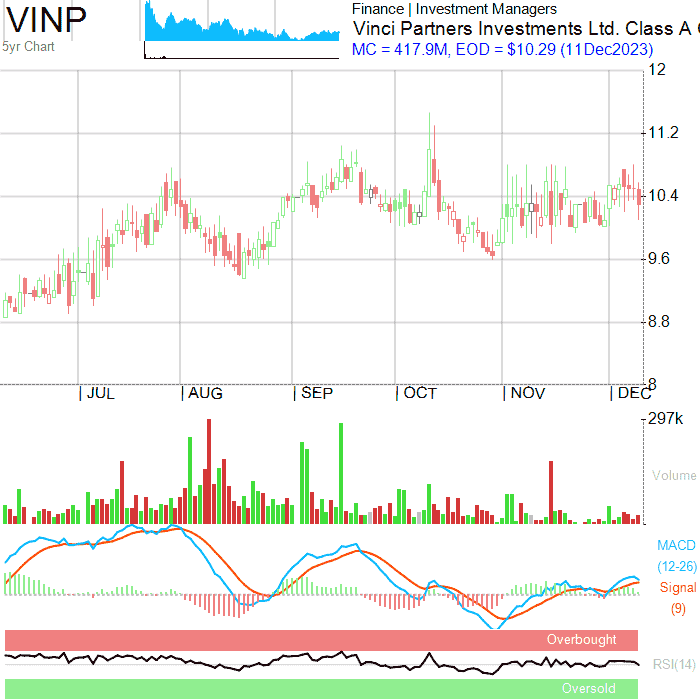 VINP
5yr Chart
Finance | Investment Managers
Vinci Partners Investments Ltd. Class A
MC = 417.9M, EOD = $10.29 (11Dec2023)
12
11.2
10.4
9.6
8.8
8
| JUL | AUG | SEP | OCT | NOV | DEC
297k
Volume
MACD
(12-26)
Signal
(9)
Overbought
RSI(14)
Oversold